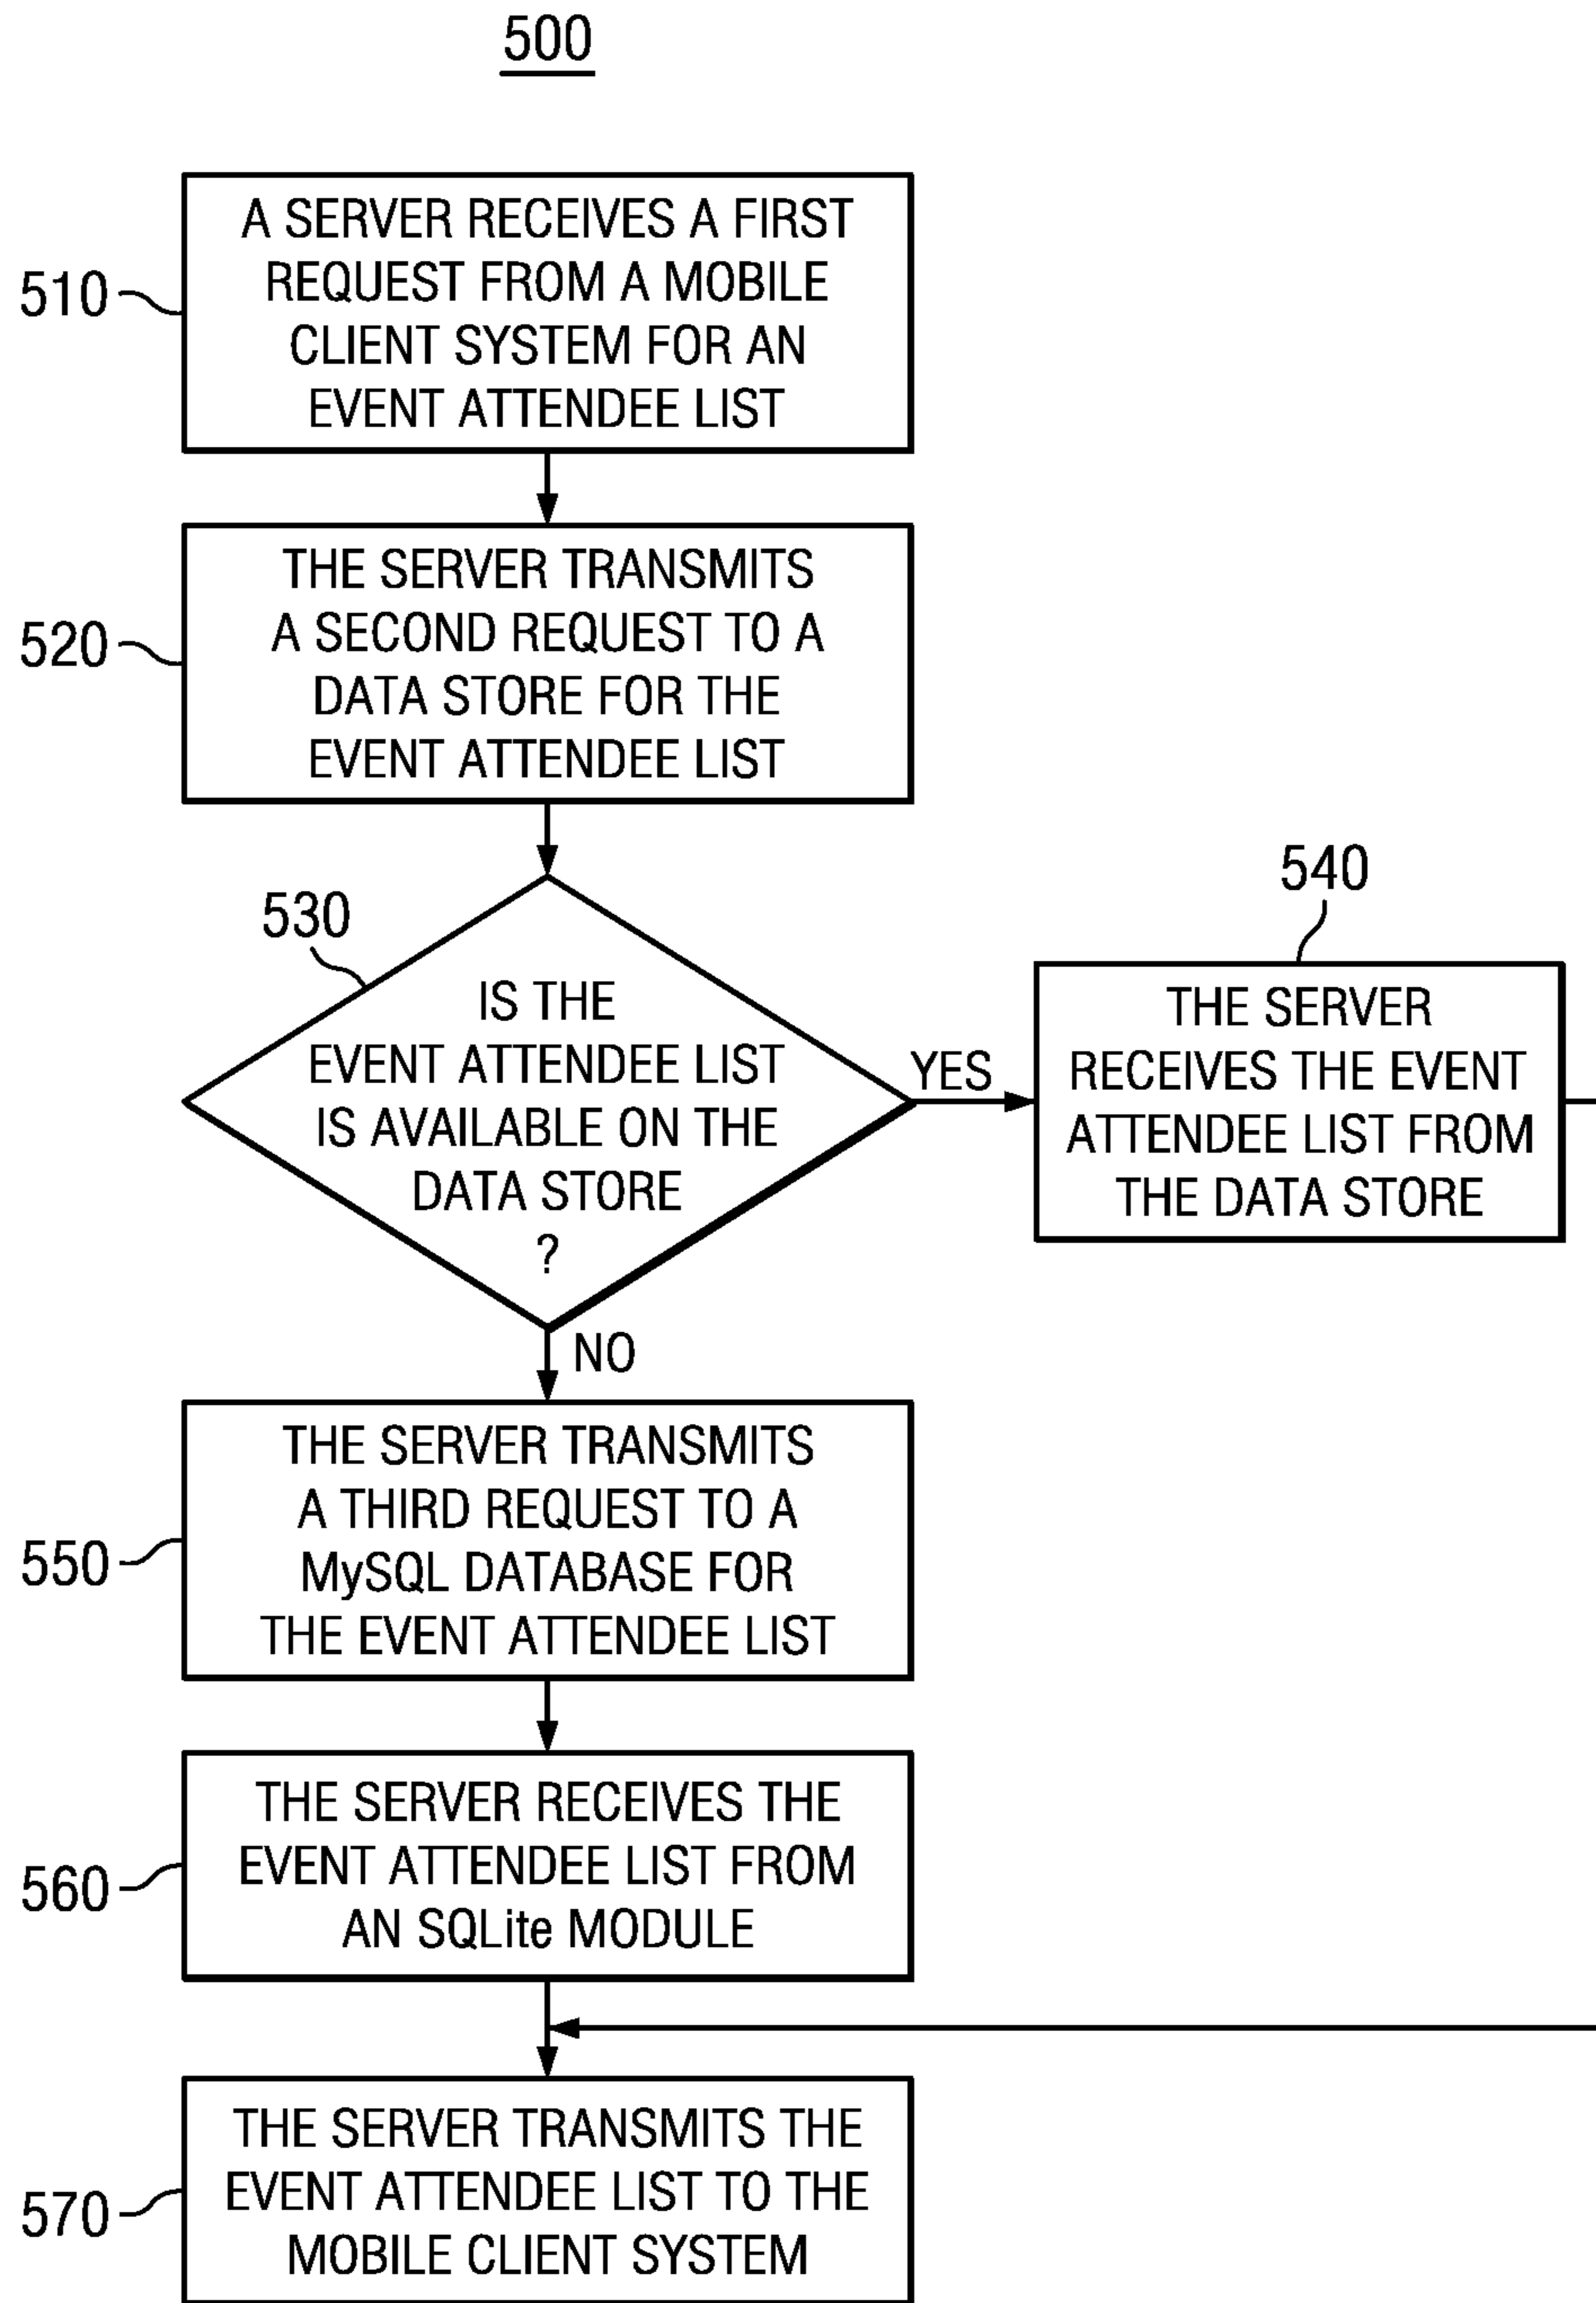 500
510
A SERVER RECEIVES A FIRST
REQUEST FROM A MOBILE
CLIENT SYSTEM FOR AN
EVENT ATTENDEE LIST
520
THE SERVER TRANSMITS
A SECOND REQUEST TO A
DATA STORE FOR THE
EVENT ATTENDEE LIST
530
IS THE
EVENT ATTENDEE LIST
IS AVAILABLE ON THE
DATA STORE
?
YES
540
THE SERVER
RECEIVES THE EVENT
ATTENDEE LIST FROM
THE DATA STORE
NO
550
THE SERVER TRANSMITS
A THIRD REQUEST TO A
MySQL DATABASE FOR
THE EVENT ATTENDEE LIST
560
THE SERVER RECEIVES THE
EVENT ATTENDEE LIST FROM
AN SQLite MODULE
570
THE SERVER TRANSMITS THE
EVENT ATTENDEE LIST TO THE
MOBILE CLIENT SYSTEM